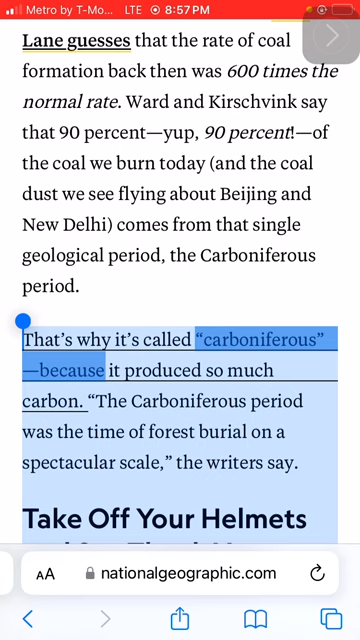 Metro by T-Mo... LTE 8:57 PM
Lane guesses that the rate of coal
formation back then was 600 times the
normal rate. Ward and Kirschvink say
that 90 percent—yup, 90 percent!—of
the coal we burn today (and the coal
dust we see flying about Beijing and
New Delhi) comes from that single
geological period, the Carboniferous
period.
That’s why it’s called “carboniferous”
—because it produced so much
carbon. “The Carboniferous period
was the time of forest burial on a
spectacular scale,” the writers say.
Take Off Your Helmets
AA nationalgeographic.com